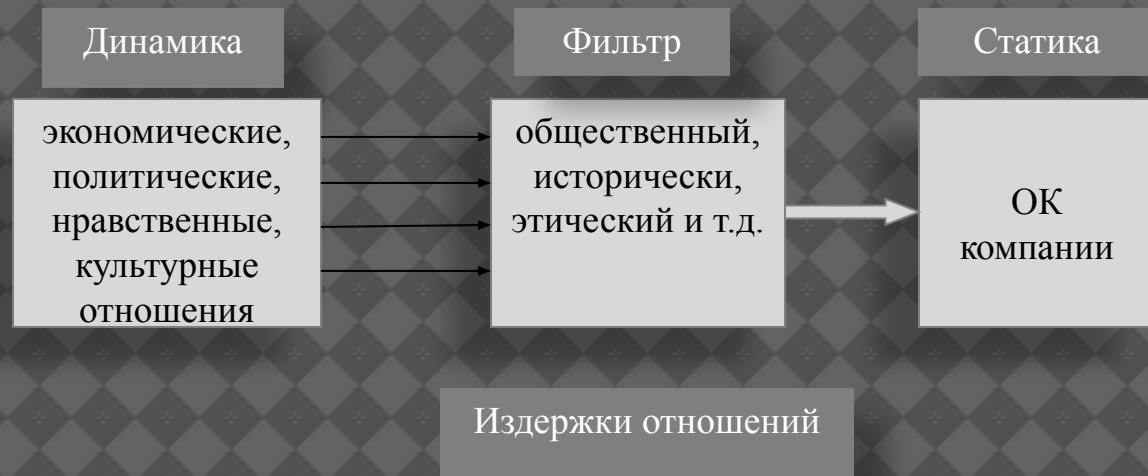 Динамика
Фильтр
Статика
экономические,
политические,
нравственные,
культурные
отношения
общественный,
исторически,
этический и т.д.
ОК
компании
Издержки отношений